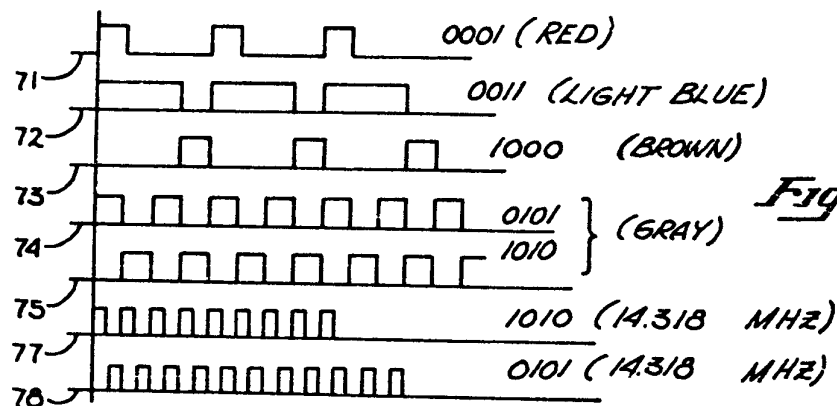 0001 (RED)
71
0011 (LIGHT BLUE)
72
1000 (BROWN)
73
0101
74
(GRAY)
Fig
1010
75
1010 (14.318 MHZ)
77
0101 (14.318 MHZ)
78